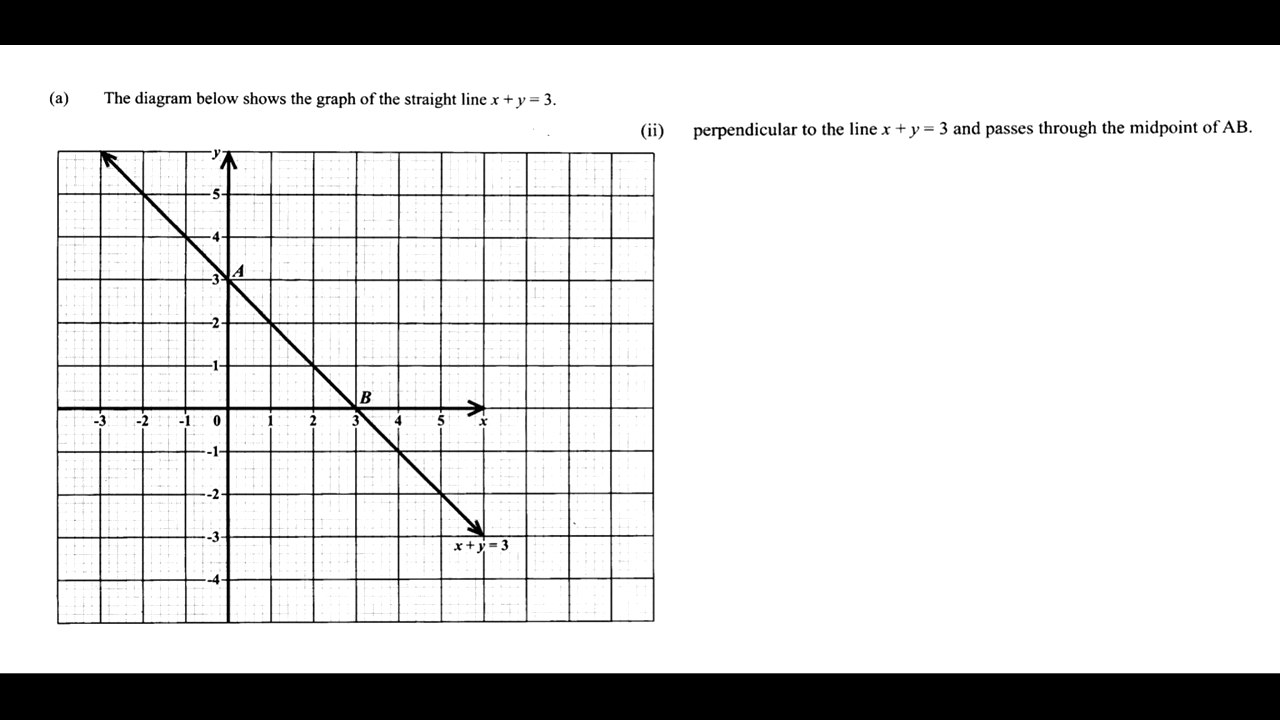 (a) The diagram below shows the graph of the straight line x + y = 3.
(ii) perpendicular to the line x + y = 3 and passes through the midpoint of AB.
y
5
4
3 A
2
1
B
-3 -2 -1 0 1 2 3 4 5 x
-1
-2
-3
x + y = 3
-4